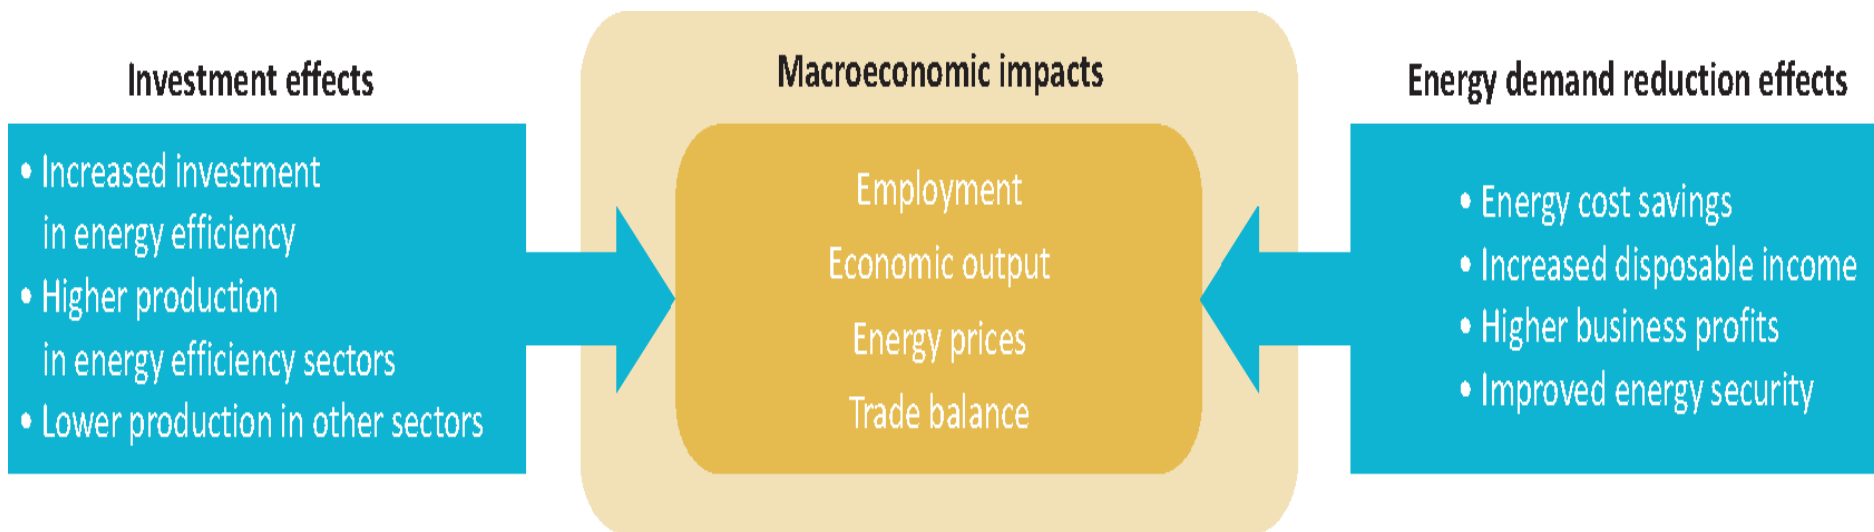 Investment effects
• Increased investment
in energy efficiency
• Higher production
in energy efficiency sectors
• Lower production in other sectors
Macroeconomic impacts
Employment
Economic output
Energy prices
Trade balance
Energy demand reduction effects
• Energy cost savings
• Increased disposable income
• Higher business profits
• Improved energy security